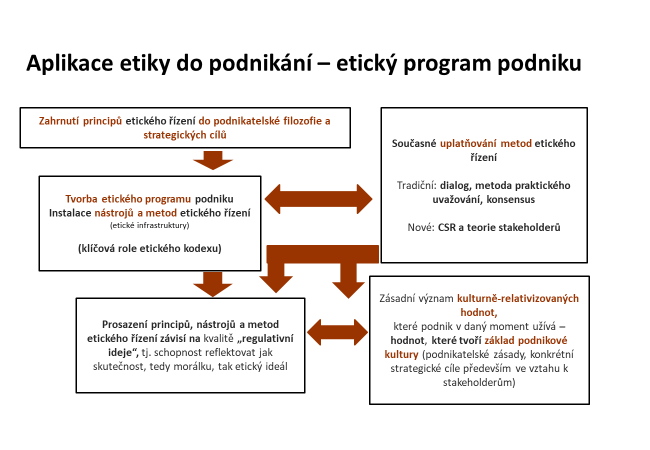 Aplikace etiky do podnikání – etický program podniku
Zahrnutí principů etického řízení do podnikatelské filozofie a
strategických cílů
Současné uplatňování metod etického
řízení
Tradiční: dialog, metoda praktického
uvažování, konsensus
Nové: CSR a teorie stakeholderů
Tvorba etického programu podniku
Instalace nástrojů a metod etického řízení
(etické infrastruktury)
(klíčová role etického kodexu)
Prosazení principů, nástrojů a metod
etického řízení závisí na kvalitě „regulativní
ideje“, tj. schopnost reflektovat jak
skutečnost, tedy morálku, tak etický ideál
Zásadní význam kulturně-relativizovaných
hodnot,
které podnik v daný moment užívá –
hodnot, které tvoří základ podnikové
kultury (podnikatelské zásady, konkrétní
strategické cíle především ve vztahu k
stakeholderům)